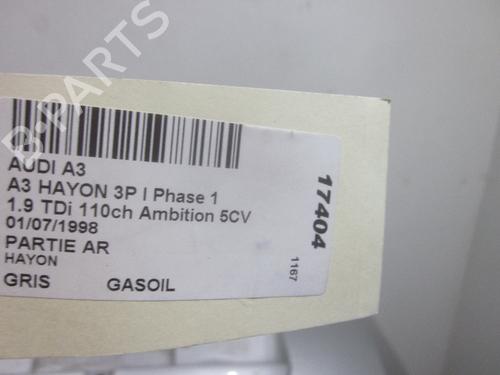 B-PARTS
AUDI A3
A3 HAYON 3P I Phase 1
1.9 TDi 110ch Ambition 5CV
01/07/1998
PARTIE AR
HAYON
GRIS GASOIL
17404
1167